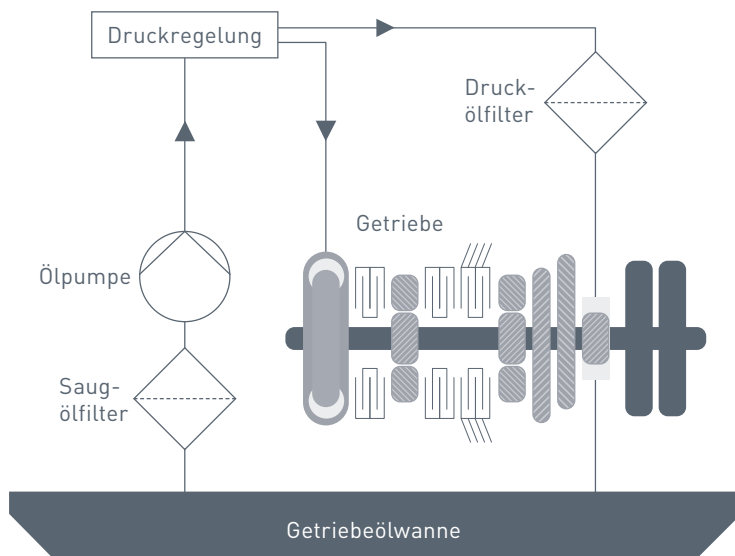 Druckregelung
Druck-
ölfilter
Getriebe
Ölpumpe
Saug-
ölfilter
Getriebeölwanne